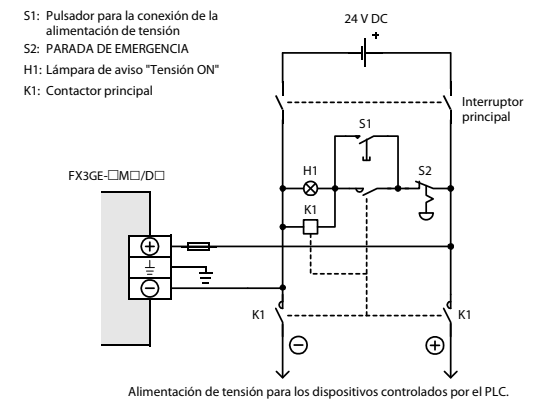 S1: Pulsador para la conexión de la
alimentación de tensión
S2: PARADA DE EMERGENCIA
H1: Lámpara de aviso "Tensión ON"
K1: Contactor principal
24 V DC
+
Interruptor
principal
S1
FX3GE-□M□/D□
H1
S2
K1
+
−
K1
K1
−
+
Alimentación de tensión para los dispositivos controlados por el PLC.